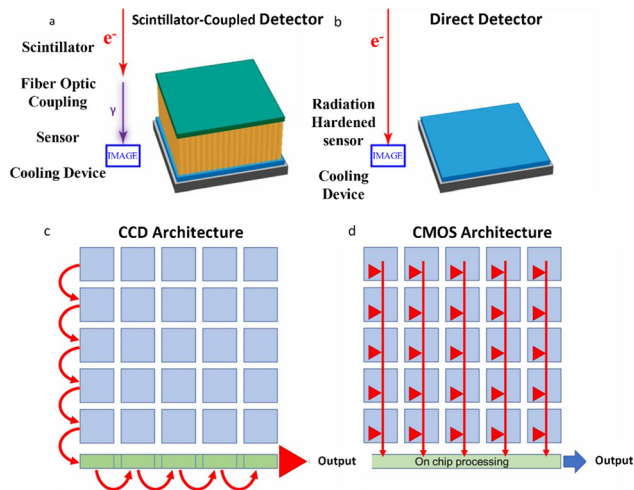 a
Scintillator-Coupled Detector
e-
Scintillator
Fiber Optic
Coupling
γ
Sensor
IMAGE
Cooling Device
b
Direct Detector
e-
Radiation
Hardened
sensor
IMAGE
Cooling
Device
c
CCD Architecture
Output
d
CMOS Architecture
On chip processing
Output